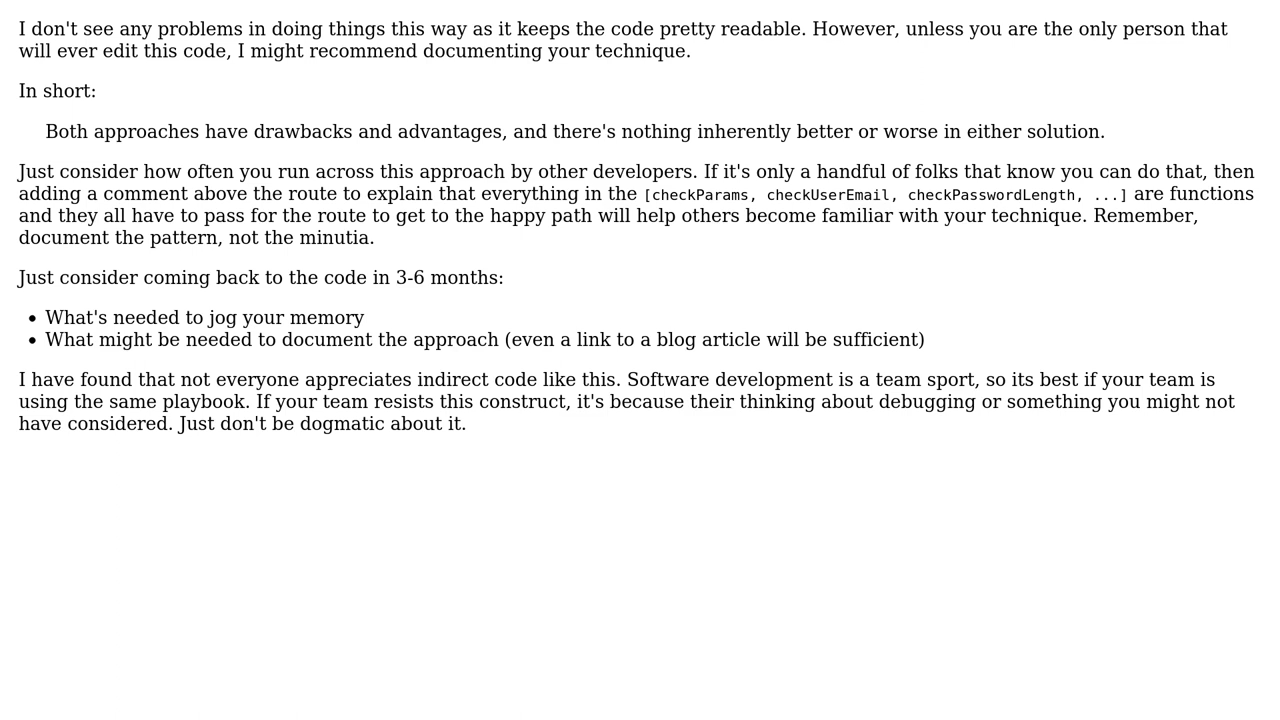 I don't see any problems in doing things this way as it keeps the code pretty readable. However, unless you are the only person that
will ever edit this code, I might recommend documenting your technique.
In short:
Both approaches have drawbacks and advantages, and there's nothing inherently better or worse in either solution.
Just consider how often you run across this approach by other developers. If it's only a handful of folks that know you can do that, then
adding a comment above the route to explain that everything in the [checkParams, checkUserEmail, checkPasswordLength, ...] are functions
and they all have to pass for the route to get to the happy path will help others become familiar with your technique. Remember,
document the pattern, not the minutia.
Just consider coming back to the code in 3-6 months:
• What's needed to jog your memory
• What might be needed to document the approach (even a link to a blog article will be sufficient)
I have found that not everyone appreciates indirect code like this. Software development is a team sport, so its best if your team is
using the same playbook. If your team resists this construct, it's because their thinking about debugging or something you might not
have considered. Just don't be dogmatic about it.